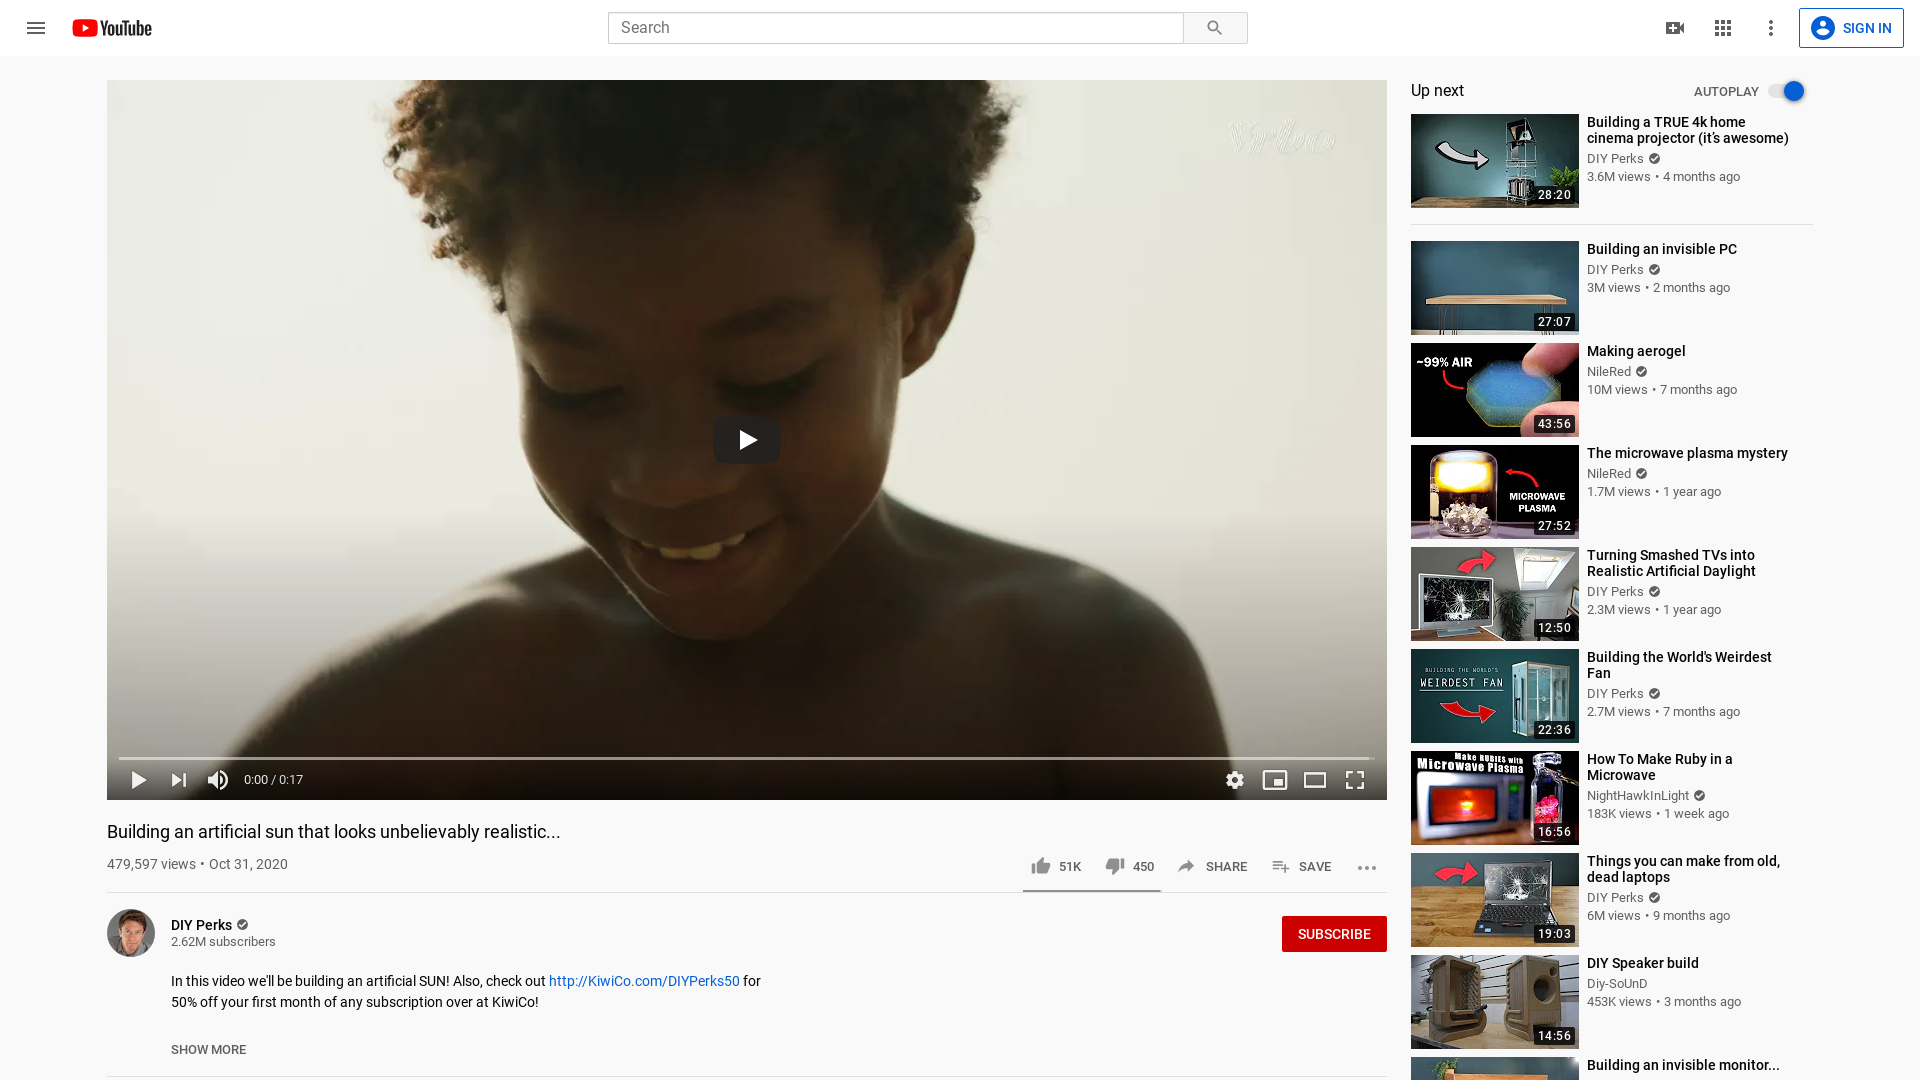 YouTube
Search
SIGN IN
0:00 / 0:17
Building an artificial sun that looks unbelievably realistic...
479,597 views • Oct 31, 2020
51K
450
SHARE
SAVE
DIY Perks
2.62M subscribers
SUBSCRIBE
In this video we'll be building an artificial SUN! Also, check out http://KiwiCo.com/DIYPerks50 for
50% off your first month of any subscription over at KiwiCo!
SHOW MORE
Up next
AUTOPLAY
28:20
Building a TRUE 4k home
cinema projector (it’s awesome)
DIY Perks
3.6M views • 4 months ago
27:07
Building an invisible PC
DIY Perks
3M views • 2 months ago
~99% AIR
43:56
Making aerogel
NileRed
10M views • 7 months ago
MICROWAVE
PLASMA
27:52
The microwave plasma mystery
NileRed
1.7M views • 1 year ago
12:50
Turning Smashed TVs into
Realistic Artificial Daylight
DIY Perks
2.3M views • 1 year ago
BUILDING THE WORLD'S
WEIRDEST FAN
22:36
Building the World's Weirdest
Fan
DIY Perks
2.7M views • 7 months ago
Make RUBIES with
Microwave Plasma
16:56
How To Make Ruby in a
Microwave
NightHawkInLight
183K views • 1 week ago
19:03
Things you can make from old,
dead laptops
DIY Perks
6M views • 9 months ago
14:56
DIY Speaker build
Diy-SoUnD
453K views • 3 months ago
Building an invisible monitor...